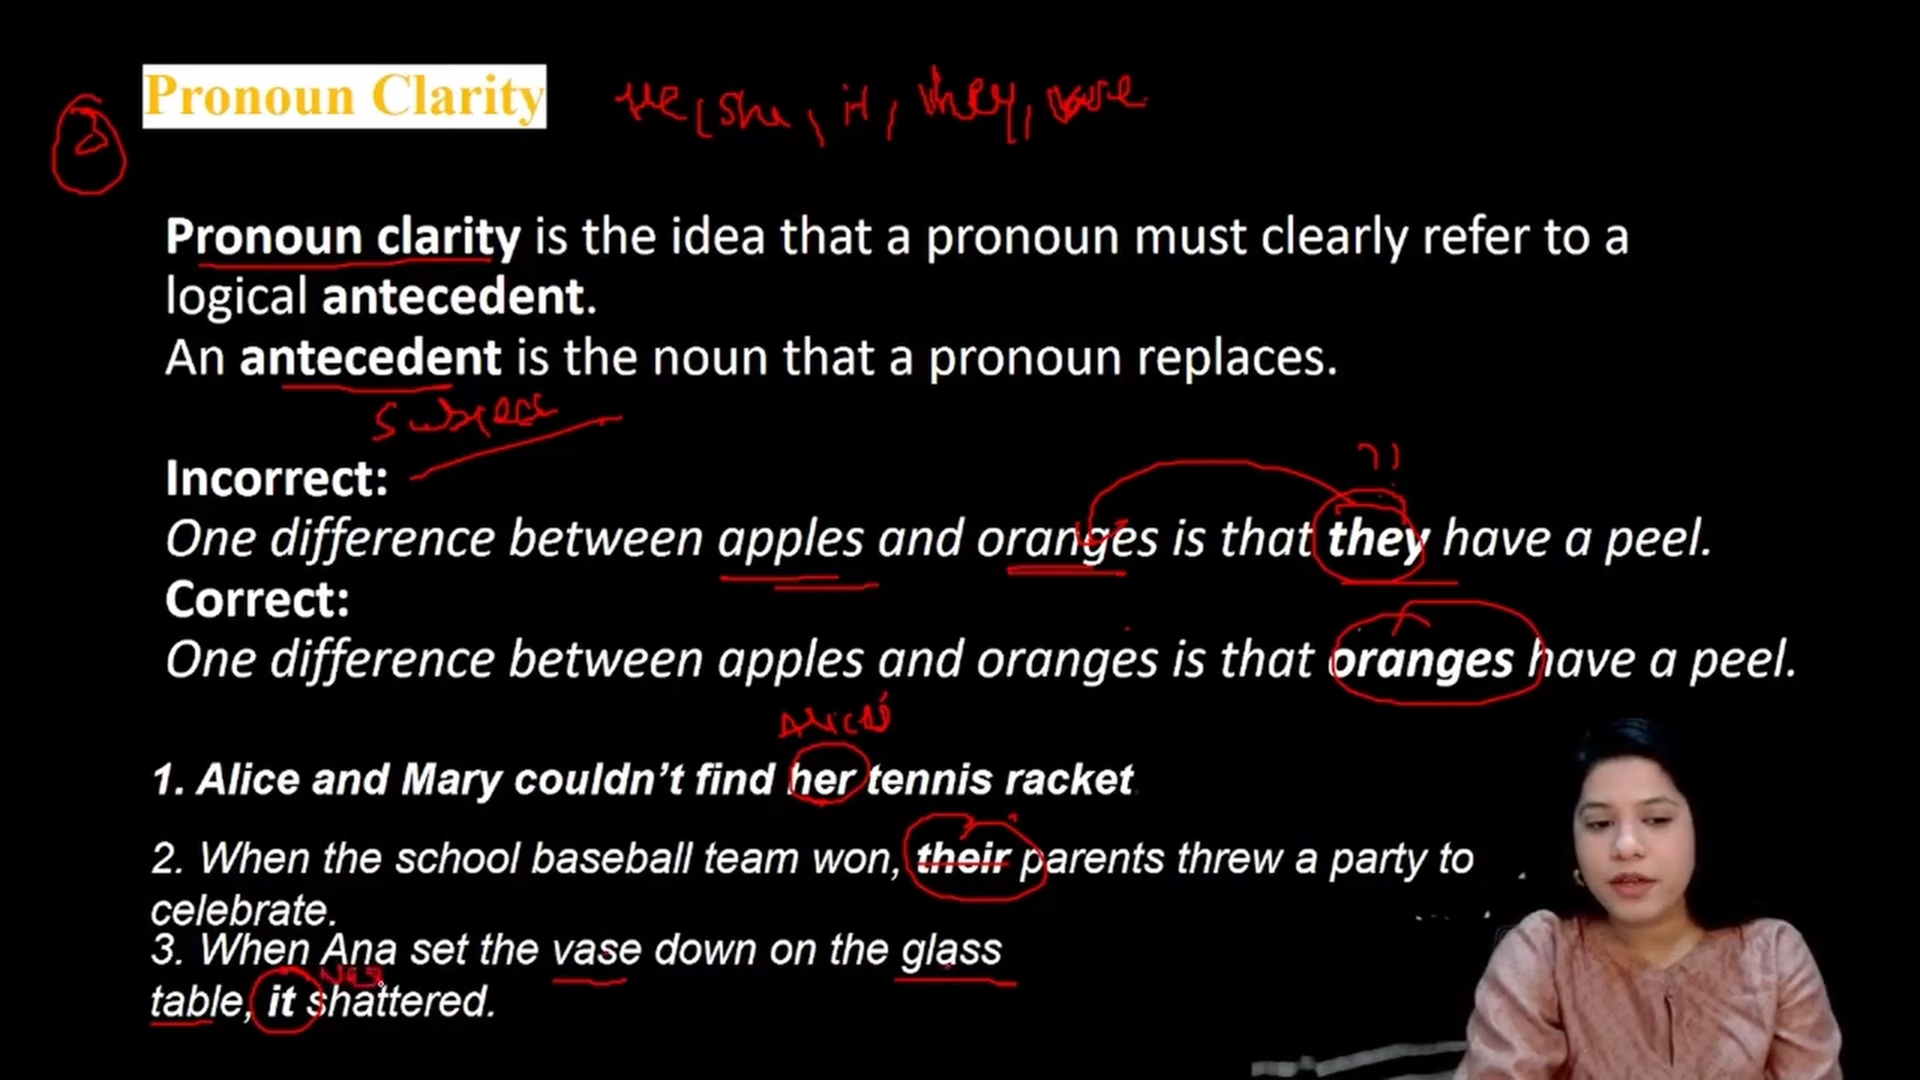 Pronoun Clarity
He, She, it, they, vase
Pronoun clarity is the idea that a pronoun must clearly refer to a
logical antecedent.
An antecedent is the noun that a pronoun replaces.
Incorrect:
??
One difference between apples and oranges is that they have a peel.
Correct:
One difference between apples and oranges is that oranges have a peel.
Alice's
1. Alice and Mary couldn't find her tennis racket
2. When the school baseball team won, their parents threw a party to
celebrate.
3. When Ana set the vase down on the glass
table, it shattered.